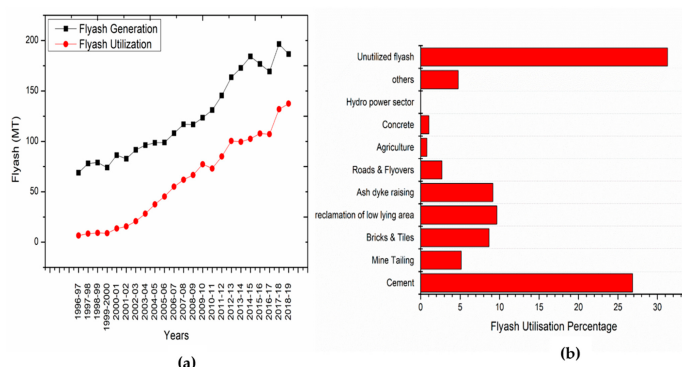 (a)
Flyash Generation
Flyash Utilization
200
150
100
50
0
Flyash (MT)
1996-97
1997-98
1998-99
1999-2000
2000-01
2001-02
2002-03
2003-04
2004-05
2005-06
2006-07
2007-08
2008-09
2009-10
2010-11
2011-12
2012-13
2013-14
2014-15
2015-16
2016-17
2017-18
2018-19
Years
(a)
b)
Unutilized flyash
others
Hydro power sector
Concrete
Agriculture
Roads & Flyovers
Ash dyke raising
reclamation of low lying area
Bricks & Tiles
Mine Tailing
Cement
0 5 10 15 20 25 30
Flyash Utilisation Percentage
(b)